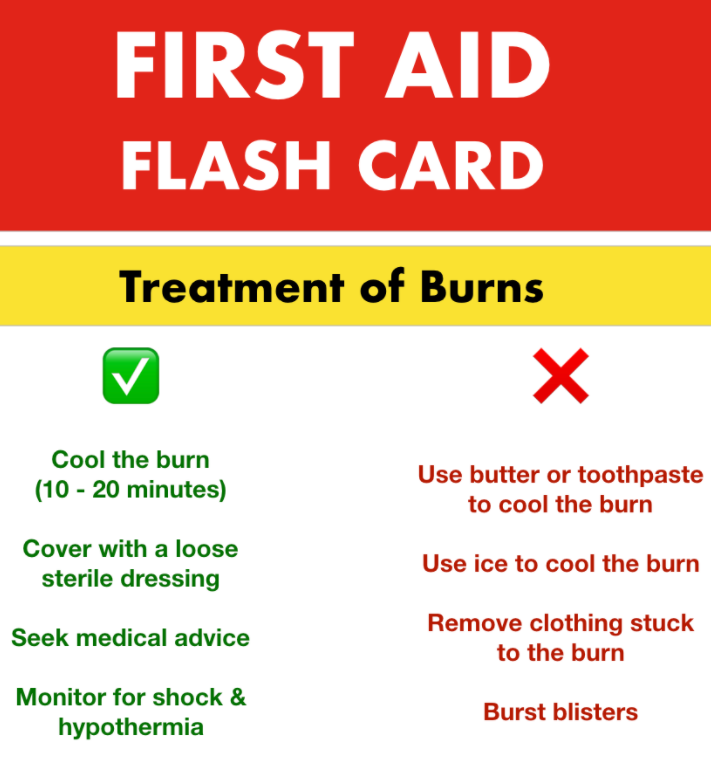 FIRST AID
FLASH CARD
Treatment of Burns
Cool the burn
(10 - 20 minutes)
Cover with a loose
sterile dressing
Seek medical advice
Monitor for shock &
hypothermia
Use butter or toothpaste
to cool the burn
Use ice to cool the burn
Remove clothing stuck
to the burn
Burst blisters